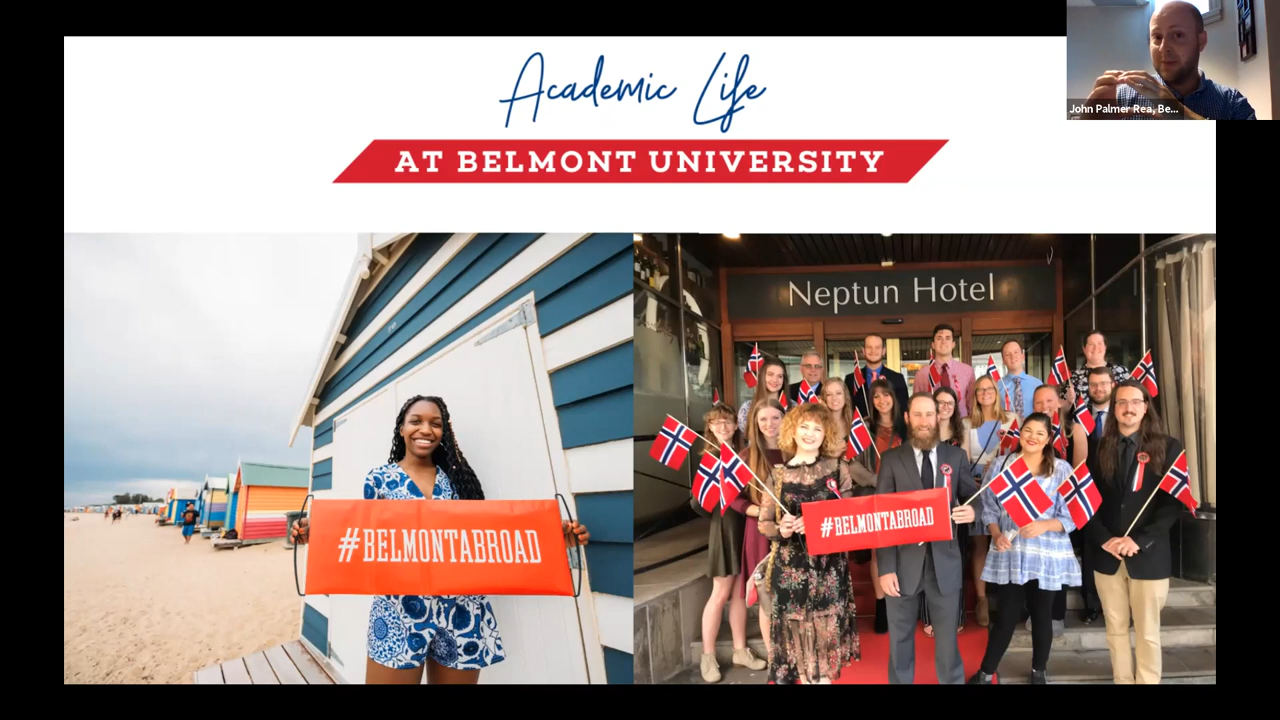 Academic Life
AT BELMONT UNIVERSITY
John Palmer Rea, Be...
Neptun Hotel
#BELMONTABROAD
#BELMONTABROAD